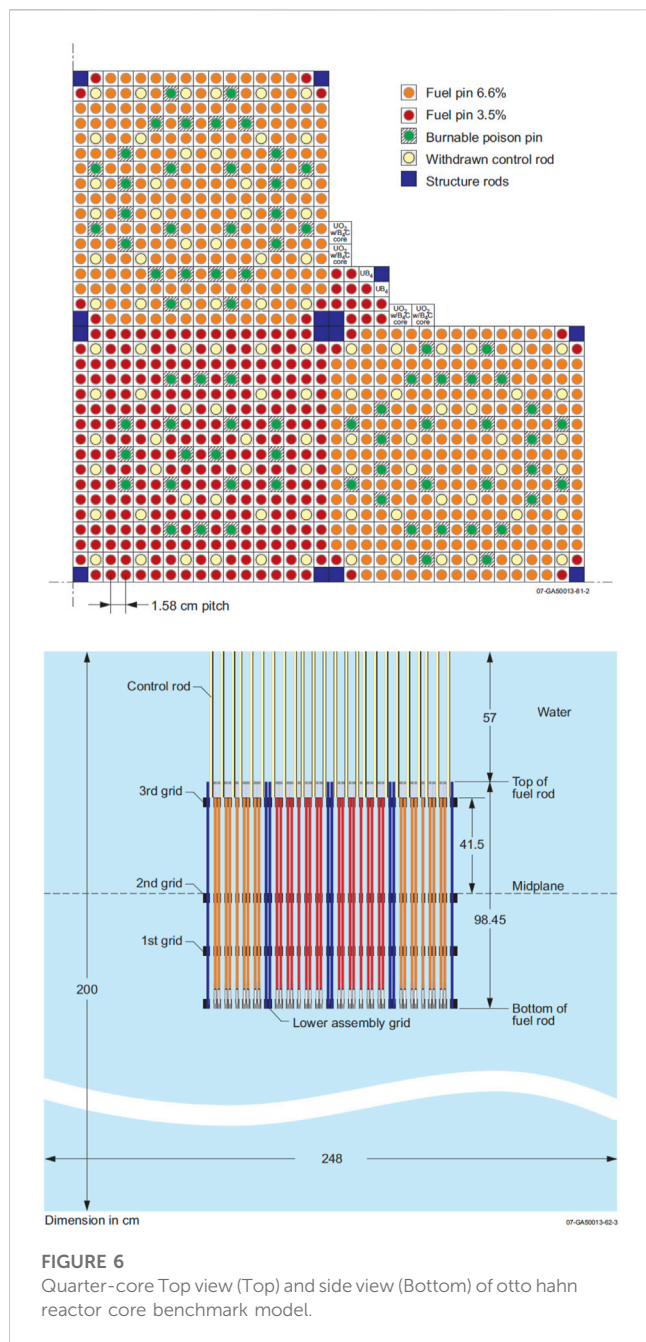 Fuel pin 6.6%
Fuel pin 3.5%
Burnable poison pin
Withdrawn control rod
Structure rods
UO2
w/B4C
core
UO2
w/B4C
core
UB4
UB4
UO2
w/B4C
core
UO2
w/B4C
core
07-GA50013-81-2
1.58 cm pitch
Control rod
57
Water
3rd grid
Top of
fuel rod
41.5
2nd grid
Midplane
98.45
1st grid
200
Lower assembly grid
Bottom of
fuel rod
248
Dimension in cm
07-GA50013-62-3
FIGURE 6
Quarter-core Top view (Top) and side view (Bottom) of otto hahn
reactor core benchmark model.